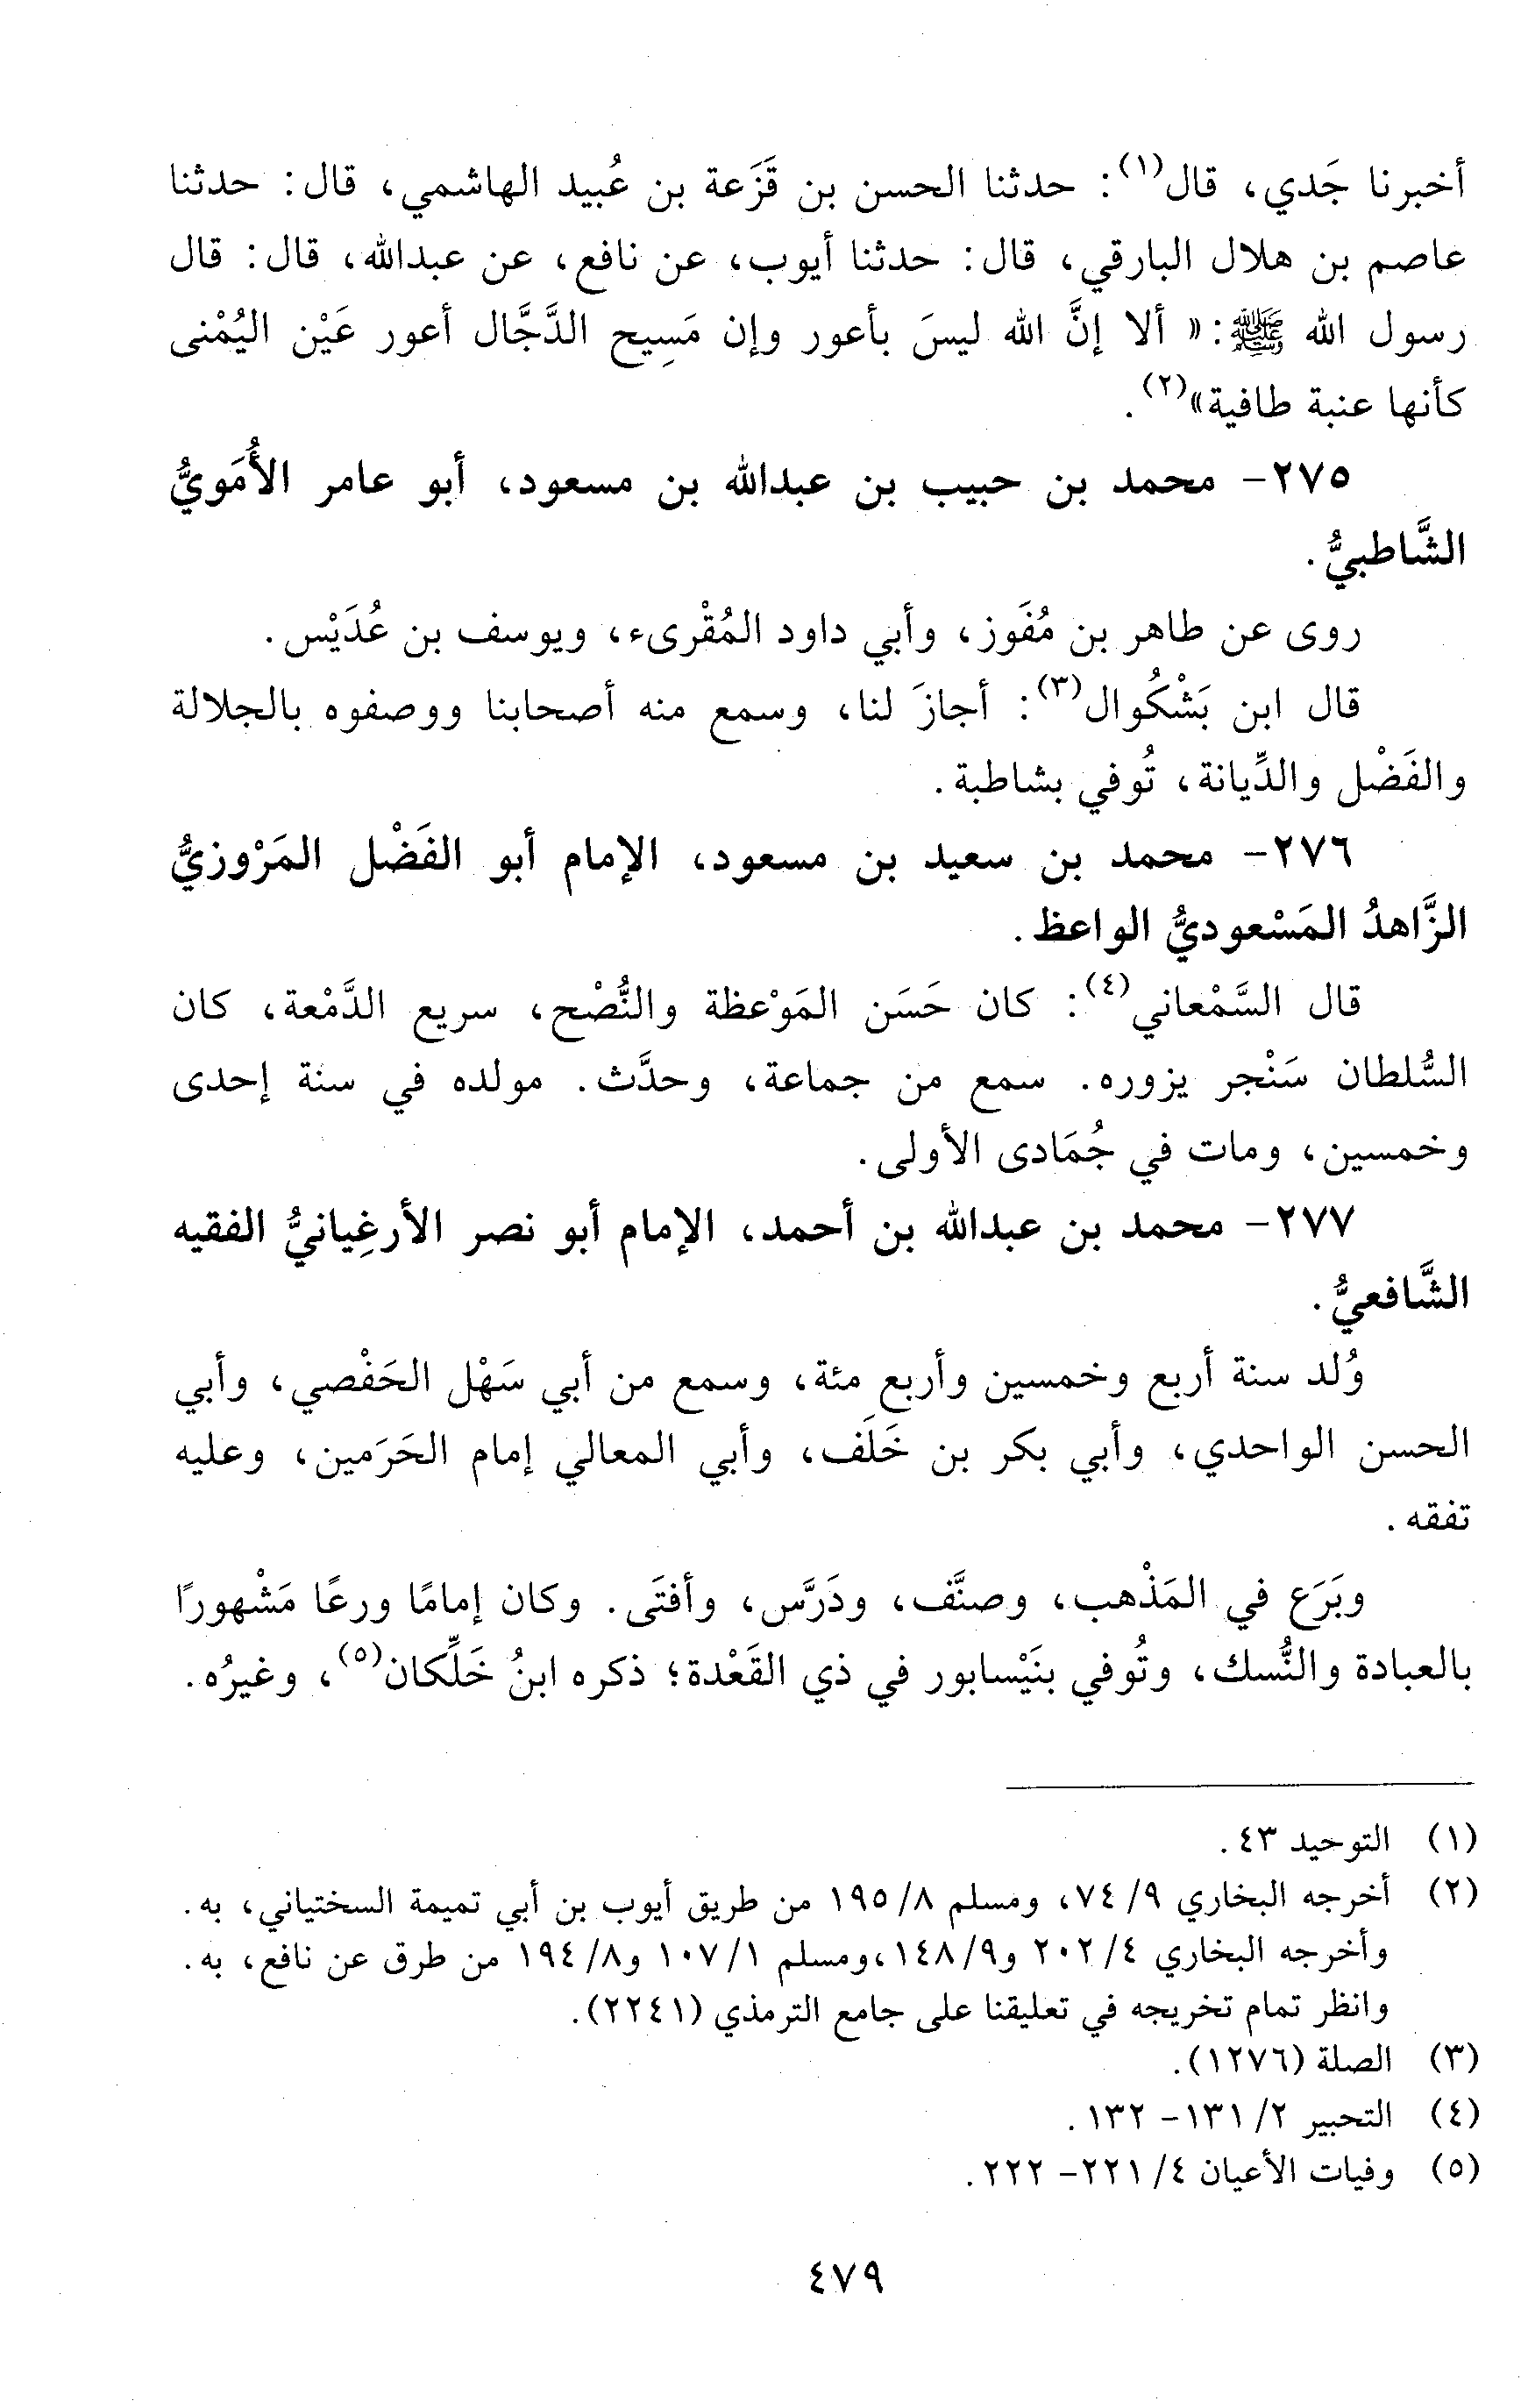 أخبرنا جَدي، قال(١): حدثنا الحسن بن قَزَعة بن عُبيد الهاشمي، قال: حدثنا
عاصم بن هلال البارقي، قال: حدثنا أيوب، عن نافع، عن عبدالله، قال: قال
رسول الله ﷺ: « ألا إنَّ الله ليسَ بأعور وإن مَسِيح الدَّجَّال أعور عَيْن اليُمْنى
كأنها عنبة طافية»(٢).
٢٧٥- محمد بن حبيب بن عبدالله بن مسعود، أبو عامر الأُمَويُّ
الشَّاطبيُّ.
روى عن طاهر بن مُفَوز، وأبي داود المُقْرىء، ويوسف بن عُدَيْس.
قال ابن بَشْكُوال(٣): أجازَ لنا، وسمع منه أصحابنا ووصفوه بالجلالة
والفَضْل والدِّيانة، تُوفي بشاطبة.
٢٧٦- محمد بن سعيد بن مسعود، الإمام أبو الفَضْل المَرْوزيُّ
الزَّاهدُ المَسْعوديُّ الواعظ.
قال السَّمْعاني(٤): كان حَسَن المَوْعظة والنُّصْح، سريع الدَّمْعة، كان
السُّلطان سَنْجر يزوره. سمع من جماعة، وحدَّث. مولده في سنة إحدى
وخمسين، ومات في جُمَادى الأولى.
٢٧٧- محمد بن عبدالله بن أحمد، الإمام أبو نصر الأرغِيانيُّ الفقيه
الشَّافعيُّ.
وُلد سنة أربع وخمسين وأربع مئة، وسمع من أبي سَهْل الحَفْصي، وأبي
الحسن الواحدي، وأبي بكر بن خَلَف، وأبي المعالي إمام الحَرَمين، وعليه
تفقه.
وبَرَع في المَذْهب، وصنَّف، ودَرَّس، وأفتَى. وكان إمامًا ورعًا مَشْهورًا
بالعبادة والنُّسك، وتُوفي بنَيْسابور في ذي القَعْدة؛ ذكره ابنُ خَلِّكان(٥)، وغيرُه.
(١) التوحيد ٤٣.
(٢) أخرجه البخاري ٩/ ٧٤، ومسلم ٨/ ١٩٥ من طريق أيوب بن أبي تميمة السختياني، به.
وأخرجه البخاري ٤/ ٢٠٢ و٩/ ١٤٨، ومسلم ١/ ١٠٧ و٨/ ١٩٤ من طرق عن نافع، به.
وانظر تمام تخريجه في تعليقنا على جامع الترمذي (٢٢٤١).
(٣) الصلة (١٢٧٦).
(٤) التحبير ٢/ ١٣١- ١٣٢.
(٥) وفيات الأعيان ٤/ ٢٢١- ٢٢٢.
٤٧٩